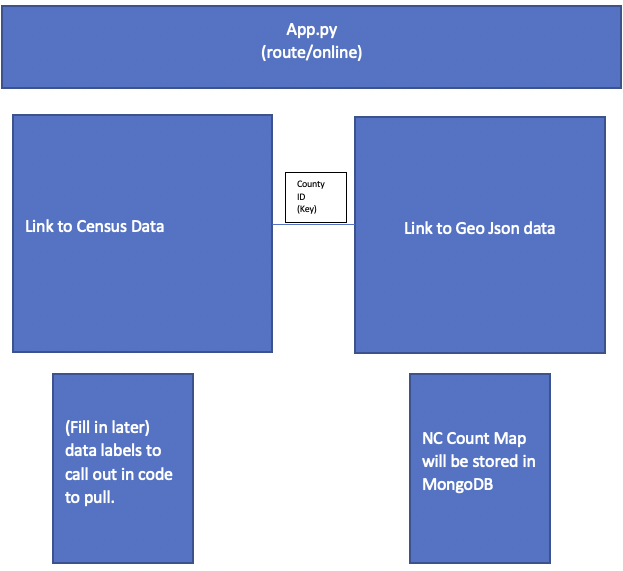 App.py
(route/online)
County
ID
(Key)
Link to Census Data
Link to Geo Json data
(Fill in later)
data labels to
call out in code
to pull.
NC Count Map
will be stored in
MongoDB